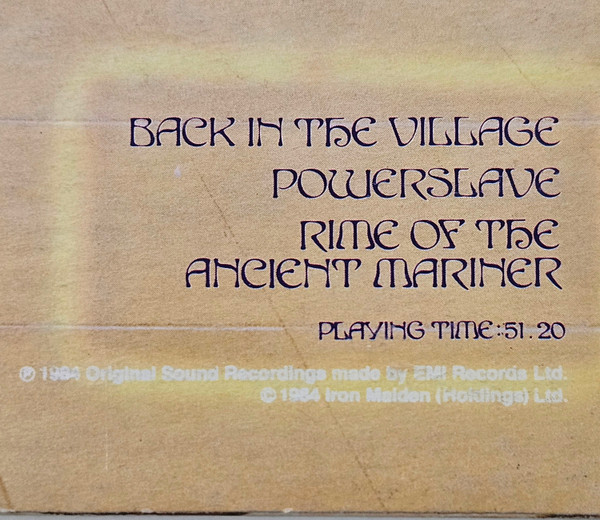 BACK IN THE VILLAGE
POWERSLAVE
RIME OF THE
ANCIENT MARINER
PLAYING TIME:51.20
℗ 1984 Original Sound Recordings made by EMI Records Ltd.
© 1984 Iron Maiden (Holdings) Ltd.